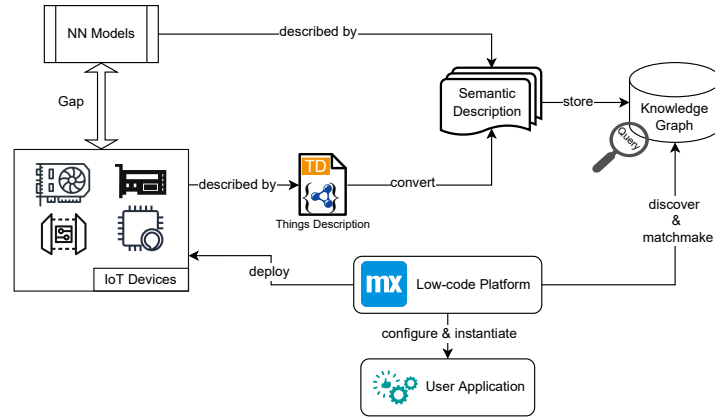 NN Models
described by
Gap
Semantic
Description
store
Knowledge
Graph
Query
TD
described by
convert
Things Description
discover
&
matchmake
IoT Devices
deploy
mx
Low-code Platform
configure & instantiate
User Application